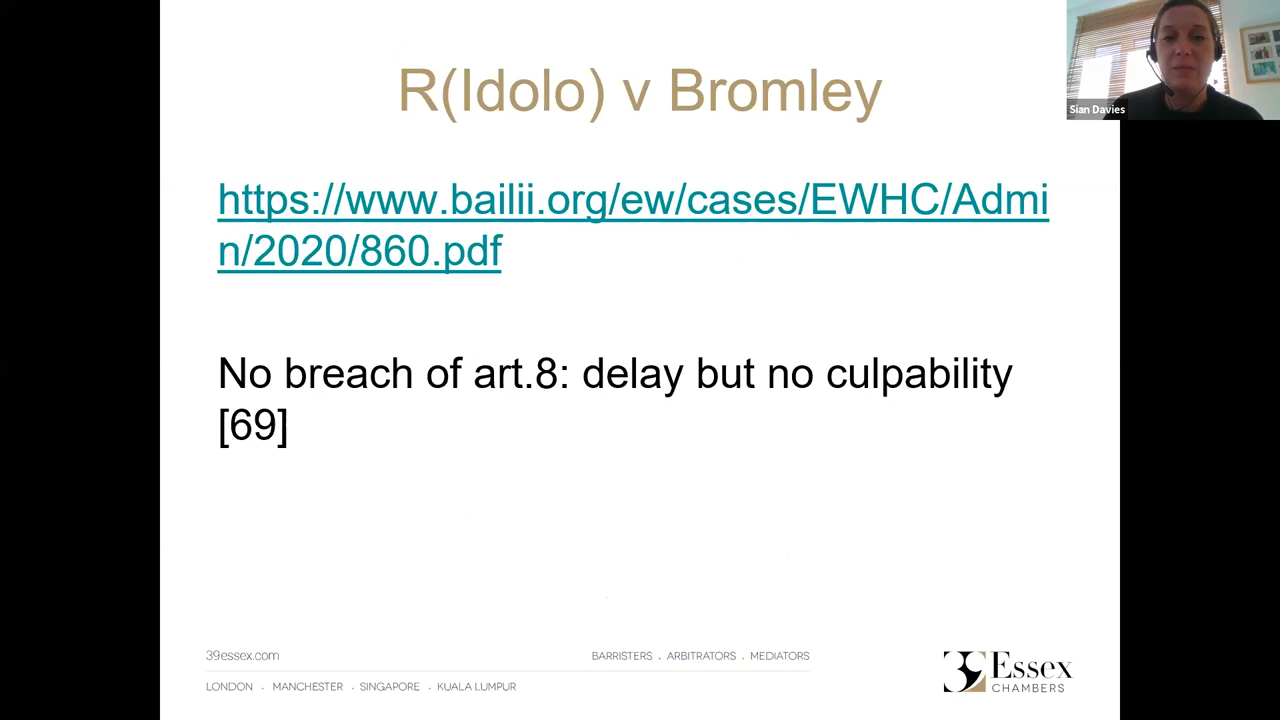 R(Idolo) v Bromley
Sian Davies
https://www.bailii.org/ew/cases/EWHC/Admi
n/2020/860.pdf
No breach of art.8: delay but no culpability
[69]
39essex.com
BARRISTERS . ARBITRATORS . MEDIATORS
LONDON . MANCHESTER . SINGAPORE . KUALA LUMPUR
39 Essex
CHAMBERS